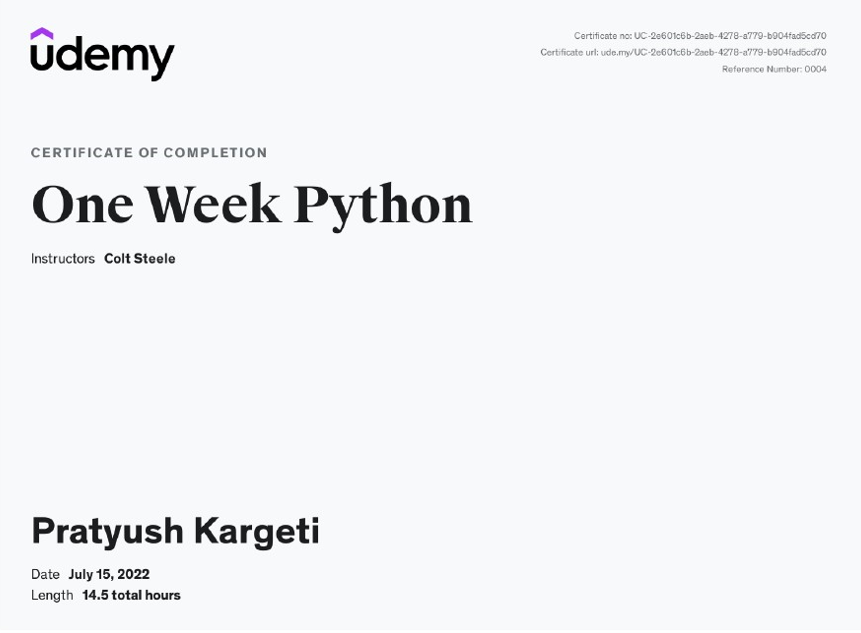 udemy
Certificate no: UC-2e601c6b-2aeb-4278-a779-b904fad5cd70
Certificate url: ude.my/UC-2e601c6b-2aeb-4278-a779-b904fad5cd70
Reference Number: 0004
CERTIFICATE OF COMPLETION
One Week Python
Instructors Colt Steele
Pratyush Kargeti
Date July 15, 2022
Length 14.5 total hours